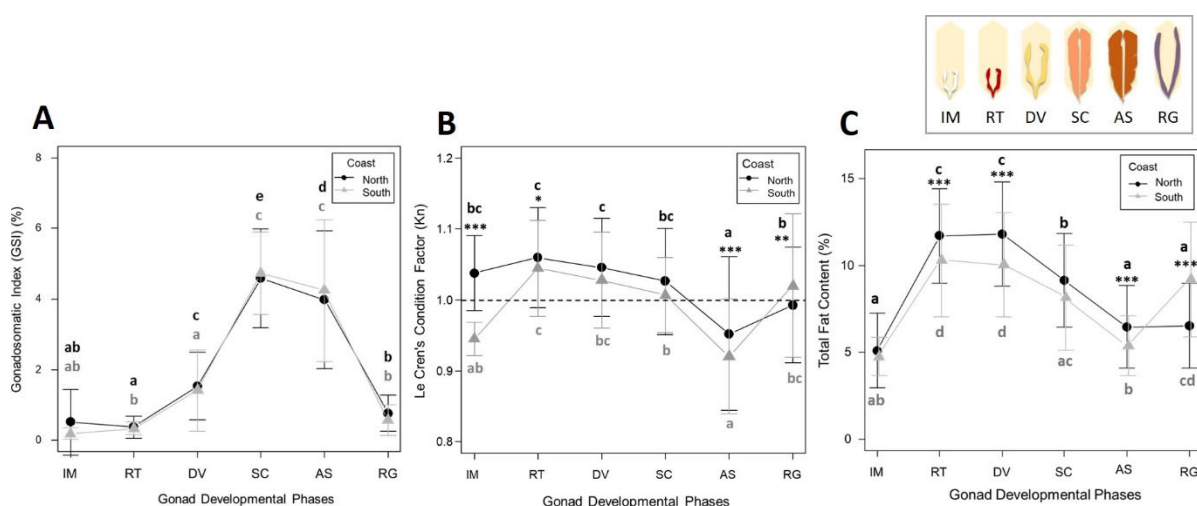 IM RT DV SC AS RG
A
Gonadosomatic Index (GSI) (%)
8
6
4
2
0
Coast
North
South
ab
ab
a
b
c
a
e
c
d
c
b
b
IM RT DV SC AS RG
Gonad Developmental Phases
B
Le Cren's Condition Factor (Kn)
1.2
1.1
1.0
0.9
0.8
Coast
North
South
bc
***
c
*
c
bc
a
***
b
**
ab
c
bc
b
a
bc
IM RT DV SC AS RG
Gonad Developmental Phases
C
Total Fat Content (%)
15
10
5
0
Coast
North
South
a
c
***
c
***
b
a
***
a
***
ab
d
d
ac
b
cd
IM RT DV SC AS RG
Gonad Developmental Phases